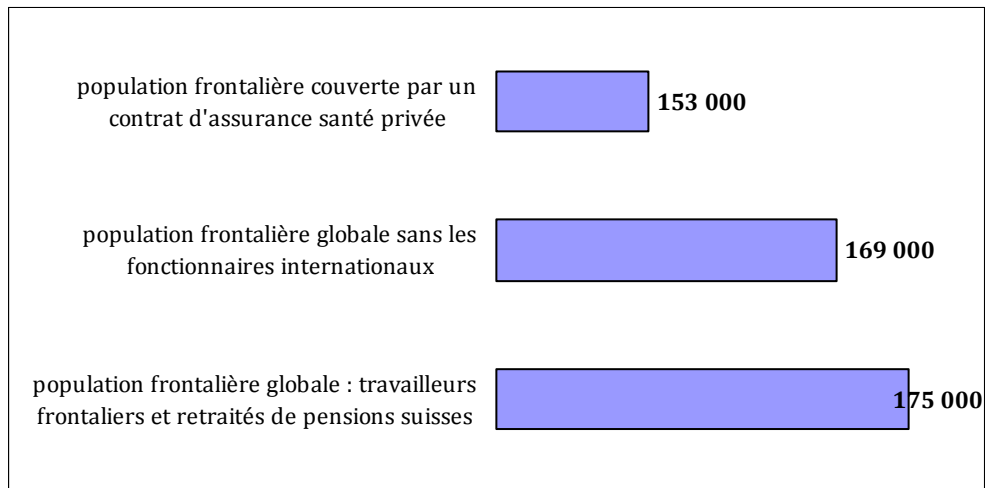 population frontalière couverte par un
contrat d'assurance santé privée
153 000
population frontalière globale sans les
fonctionnaires internationaux
169 000
population frontalière globale : travailleurs
frontaliers et retraités de pensions suisses
175 000